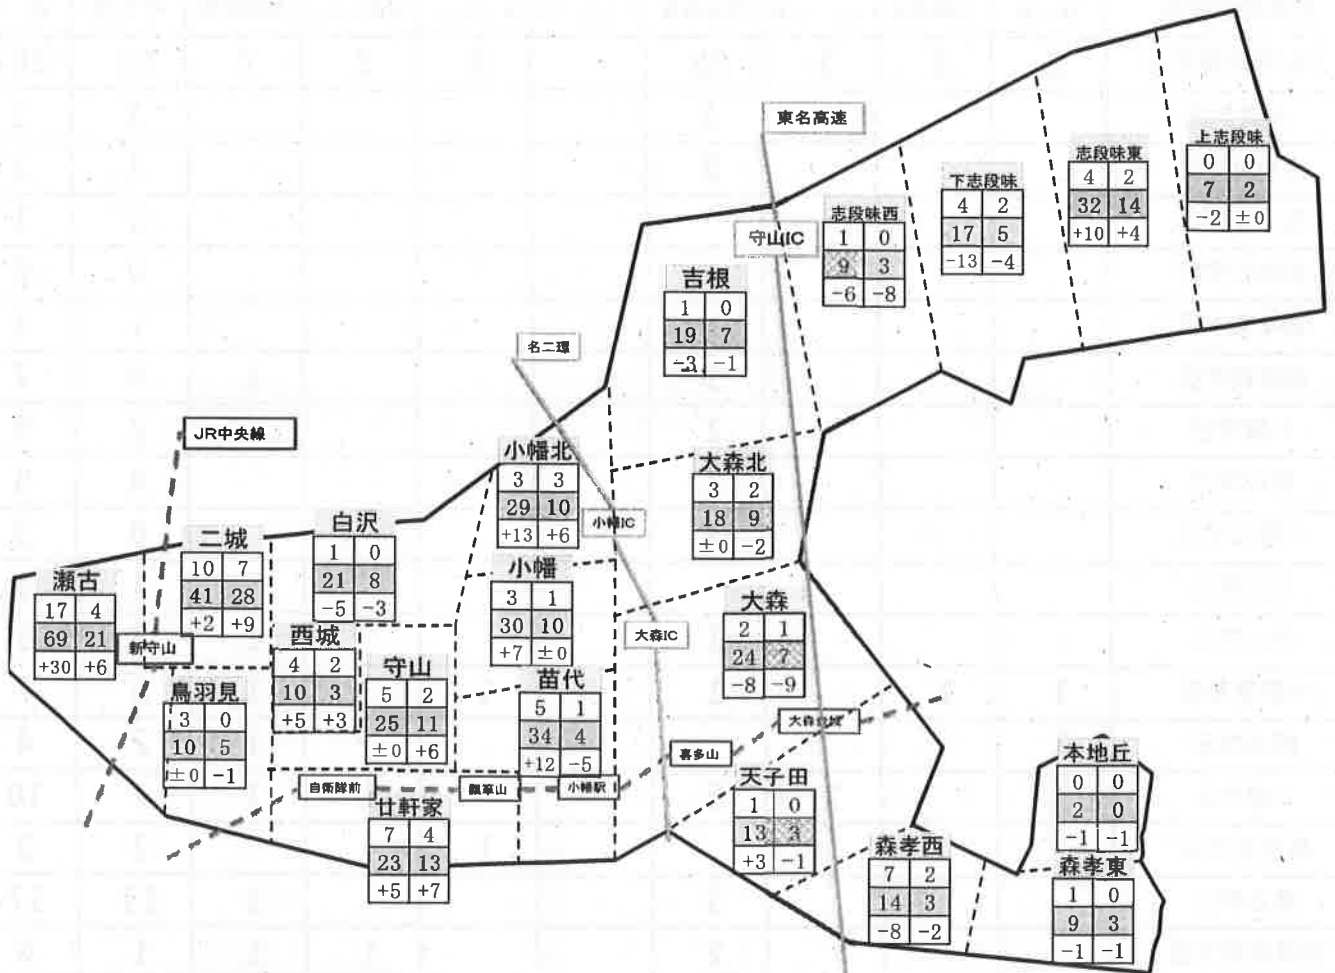 東名高速
上志段味
0 0
7 2
-2 ±0
志段味東
4 2
32 14
+10 +4
下志段味
4 2
17 5
-13 -4
志段味西
1 0
9 3
-6 -8
守山IC
吉根
1 0
19 7
-3 -1
名二環
JR中央線
小幡北
3 3
29 10
+13 +6
小幡IC
大森北
3 2
18 9
±0 -2
白沢
1 0
21 8
-5 -3
二城
10 7
41 28
+2 +9
瀬古
17 4
69 21
+30 +6
新守山
小幡
3 1
30 10
+7 ±0
大森IC
大森
2 1
24 7
-8 -9
西城
4 2
10 3
+5 +3
守山
5 2
25 11
±0 +6
鳥羽見
3 0
10 5
±0 -1
苗代
5 1
34 4
+12 -5
喜多山
自衛隊前
瓢箪山
小幡駅
廿軒家
7 4
23 13
+5 +7
天子田
1 0
13 3
+3 -1
本地丘
0 0
2 0
-1 -1
森孝西
7 2
14 3
-8 -2
森孝東
1 0
9 3
-1 -1